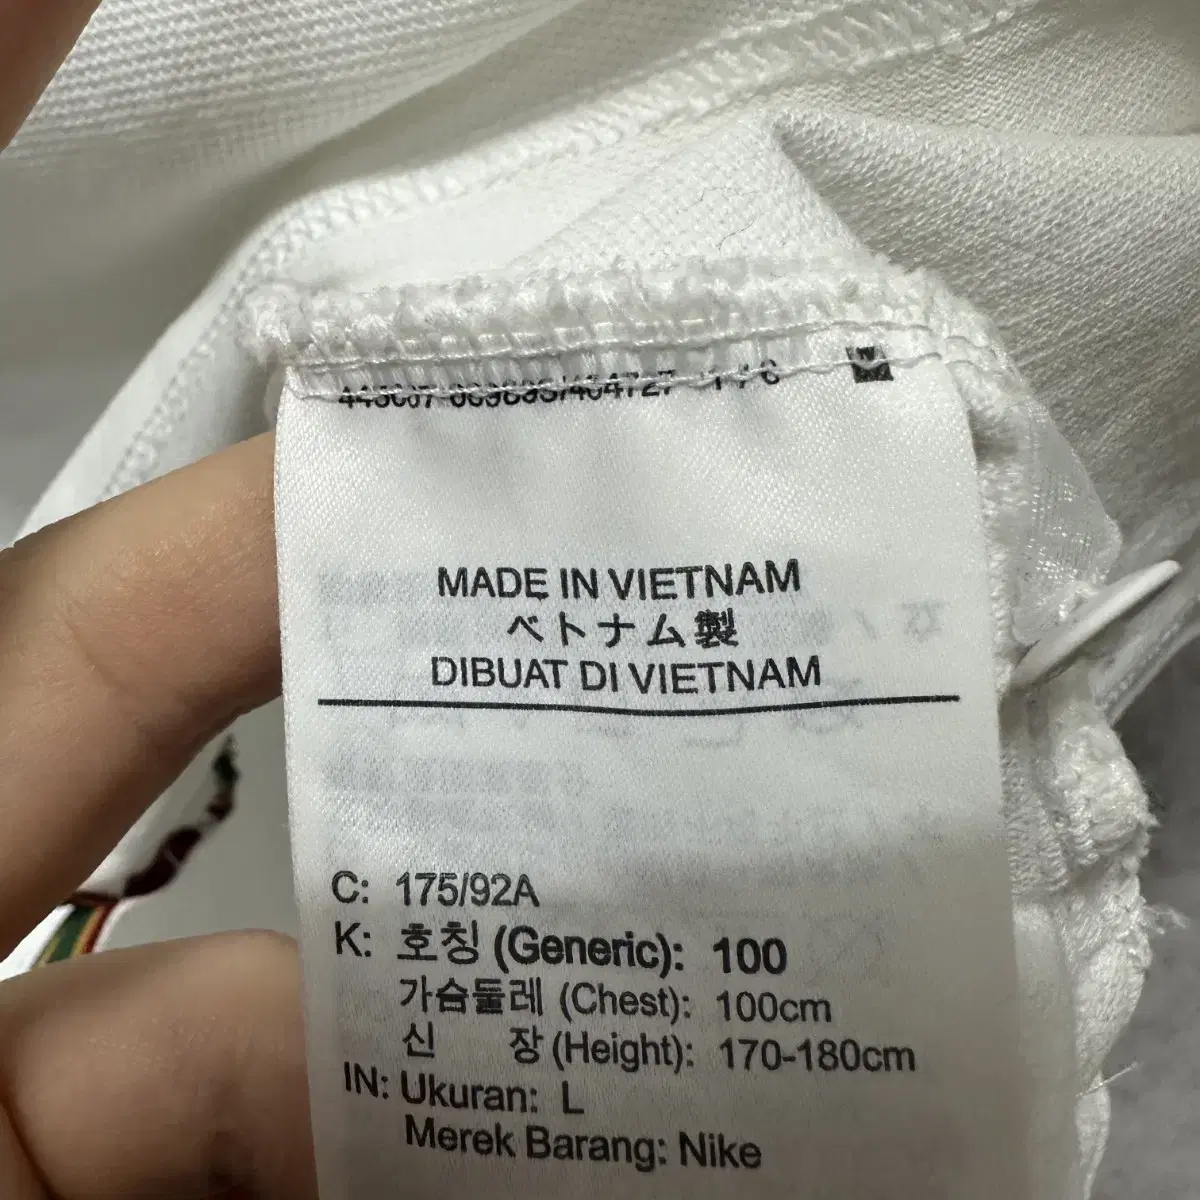 MADE IN VIETNAM
ベトナム製
DIBUAT DI VIETNAM
C: 175/92A
K: 호칭 (Generic): 100
가슴둘레 (Chest): 100cm
신 장 (Height): 170-180cm
IN: Ukuran: L
Merek Barang: Nike